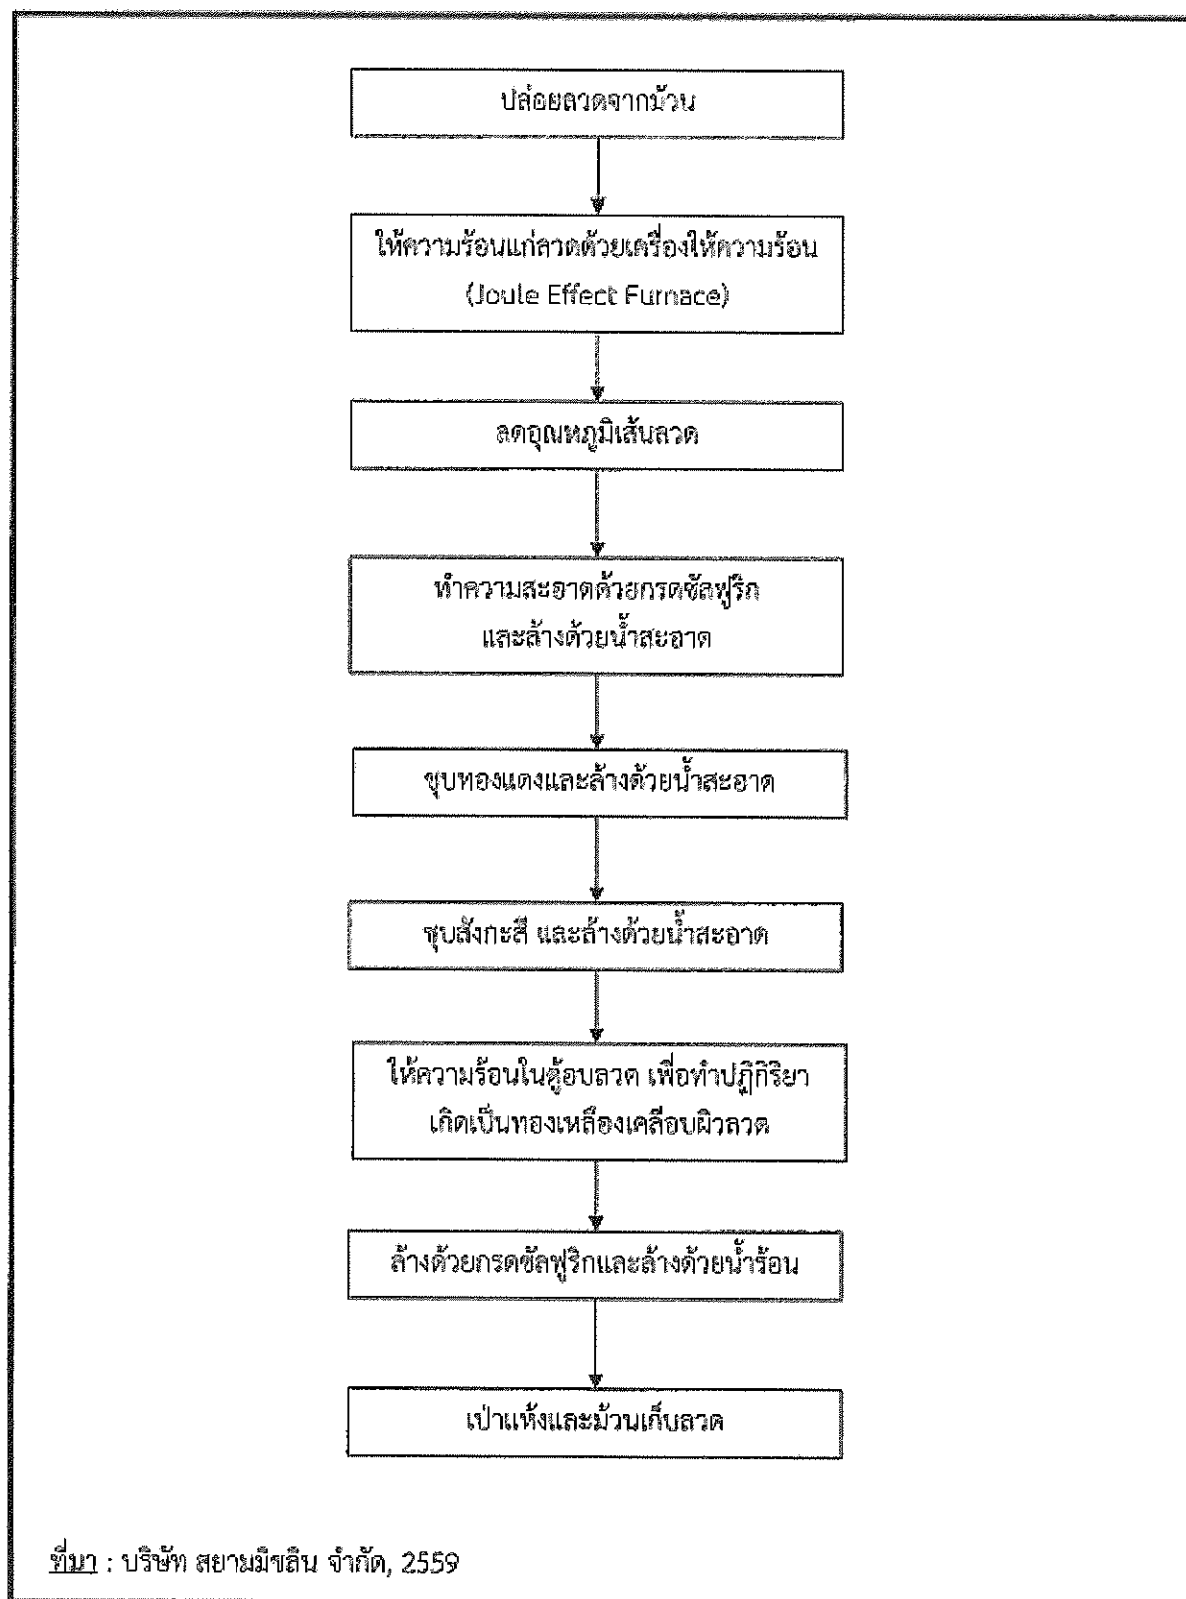 ปล่อยลวดจากม้วน
ให้ความร้อนแก่ลวดด้วยเครื่องให้ความร้อน
(Joule Effect Furnace)
ลดอุณหภูมิเส้นลวด
ทำความสะอาดด้วยกรดซัลฟูริก
และล้างด้วยน้ำสะอาด
ชุบทองแดงและล้างด้วยน้ำสะอาด
ชุบสังกะสี และล้างด้วยน้ำสะอาด
ให้ความร้อนในตู้อบลวด เพื่อทำปฏิกิริยา
เกิดเป็นทองเหลืองเคลือบผิวลวด
ล้างด้วยกรดซัลฟูริกและล้างด้วยน้ำร้อน
เป่าแห้งและม้วนเก็บลวด
ที่มา : บริษัท สยามมิชลิน จำกัด, 2559